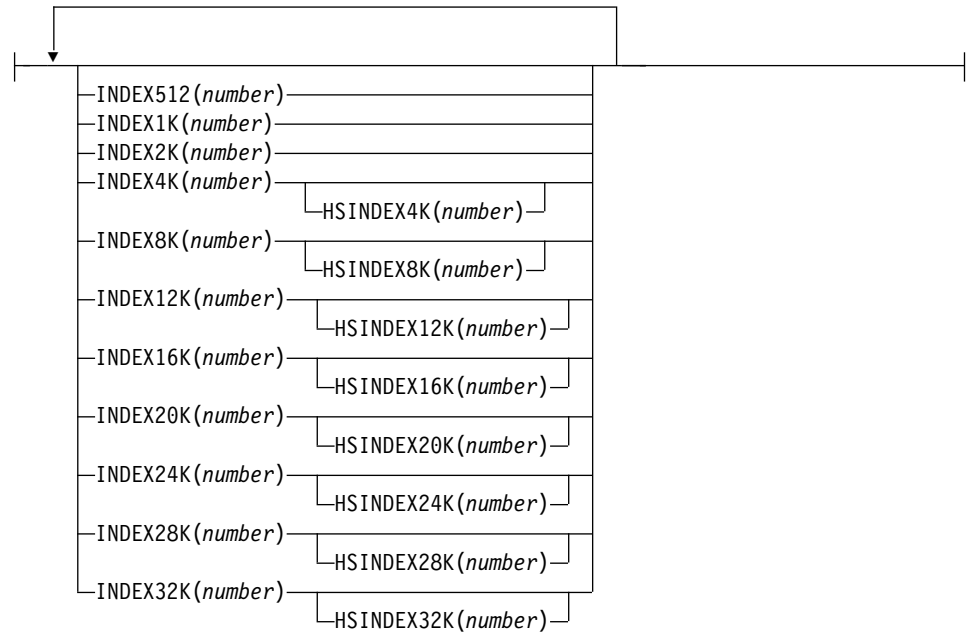 INDEX512(number)
INDEX1K(number)
INDEX2K(number)
INDEX4K(number)
HSINDEX4K(number)
INDEX8K(number)
HSINDEX8K(number)
INDEX12K(number)
HSINDEX12K(number)
INDEX16K(number)
HSINDEX16K(number)
INDEX20K(number)
HSINDEX20K(number)
INDEX24K(number)
HSINDEX24K(number)
INDEX28K(number)
HSINDEX28K(number)
INDEX32K(number)
HSINDEX32K(number)